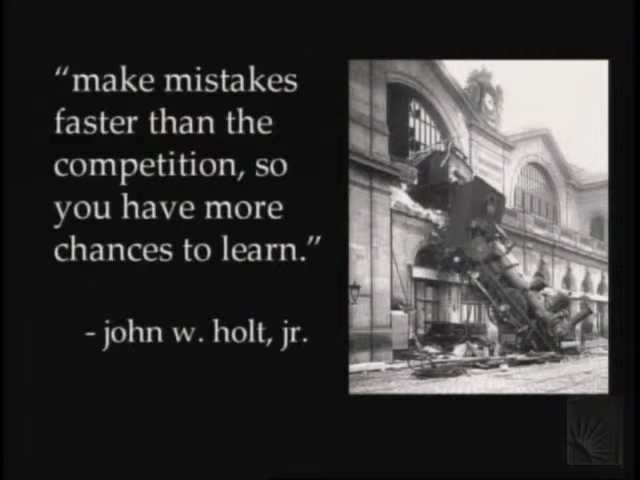 “make mistakes
faster than the
competition, so
you have more
chances to learn.”
- john w. holt, jr.